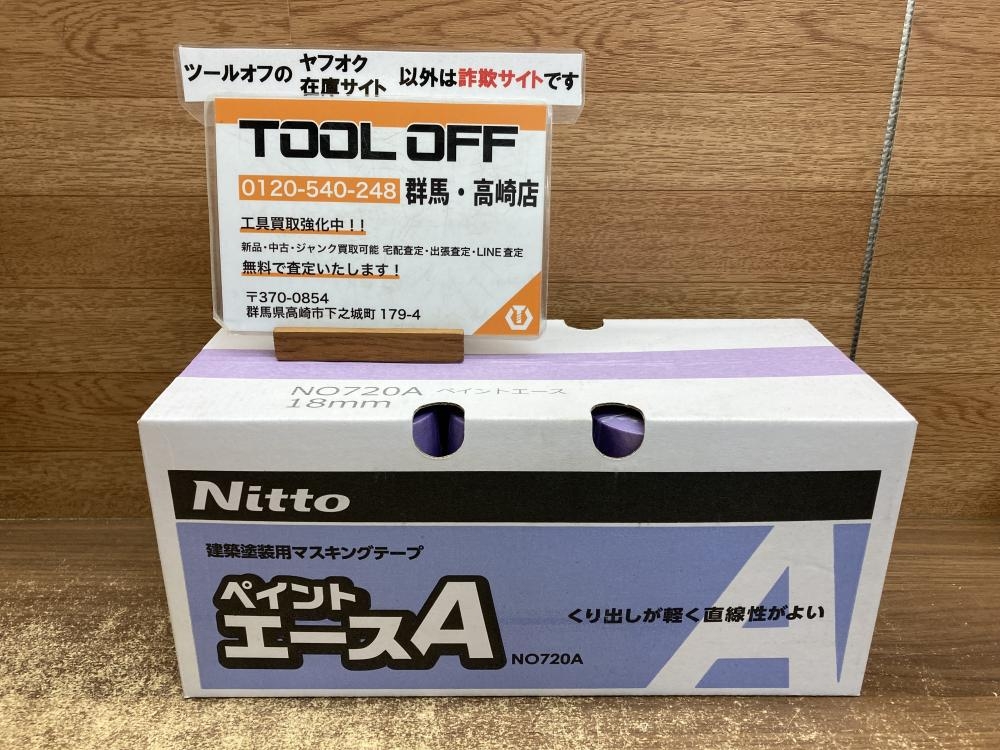 ツールオフの ヤフオク 在庫サイト 以外は詐欺サイトです
TOOL OFF
0120-540-248 群馬・高崎店
工具買取強化中！！
新品・中古・ジャンク買取可能 宅配査定・出張査定・LINE査定
無料で査定いたします！
〒370-0854
群馬県高崎市下之城町 179-4
NO720A ペイントエース
18mm
Nitto
建築塗装用マスキングテープ
ペイント
エースA
NO720A
くり出しが軽く直線性がよい
A